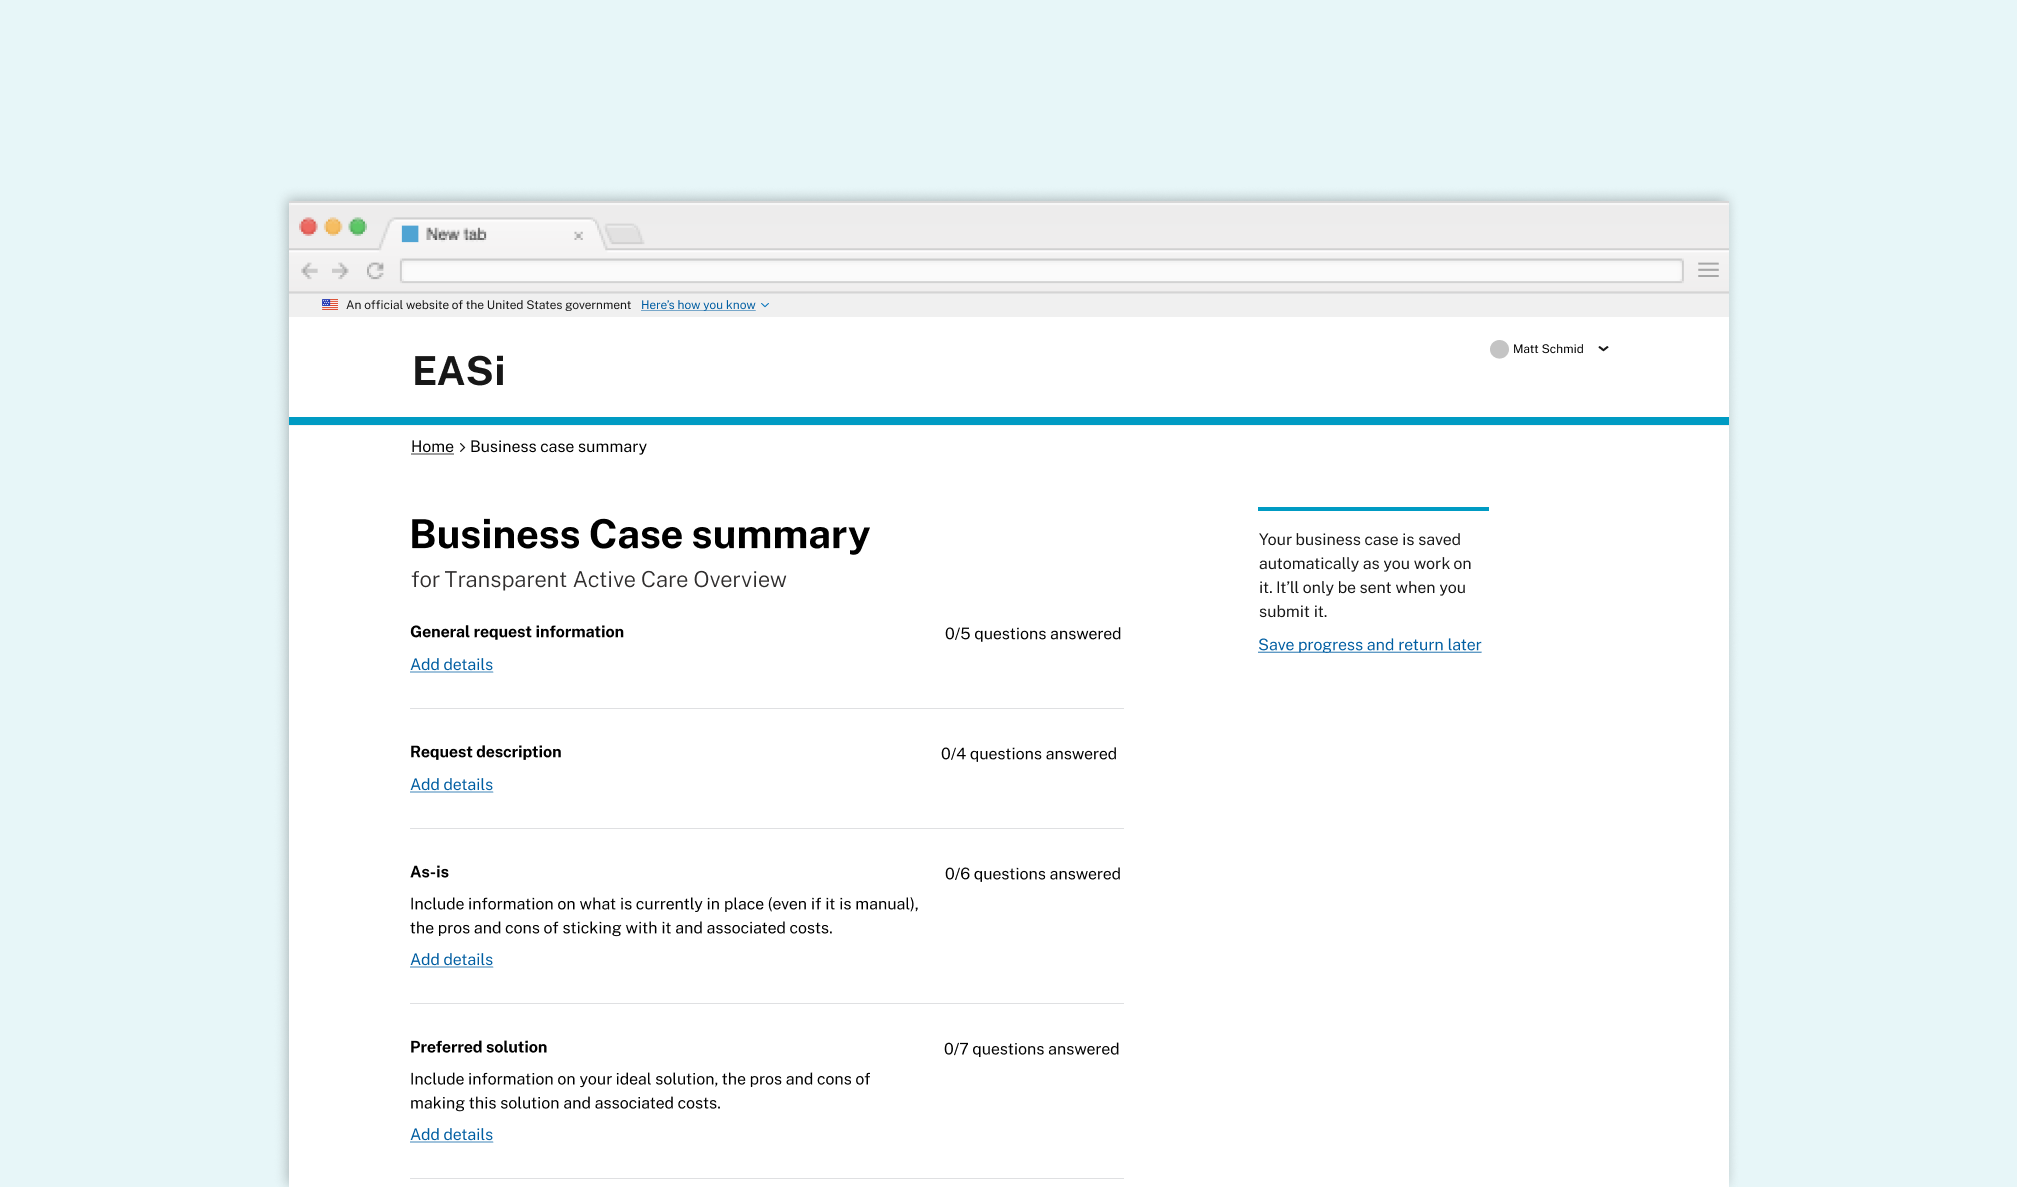 New tab
An official website of the United States government Here's how you know
EASi
Matt Schmid
Home > Business case summary
Business Case summary
for Transparent Active Care Overview
General request information
0/5 questions answered
Add details
Request description
0/4 questions answered
Add details
As-is
0/6 questions answered
Include information on what is currently in place (even if it is manual),
the pros and cons of sticking with it and associated costs.
Add details
Preferred solution
0/7 questions answered
Include information on your ideal solution, the pros and cons of
making this solution and associated costs.
Add details
Your business case is saved
automatically as you work on
it. It’ll only be sent when you
submit it.
Save progress and return later